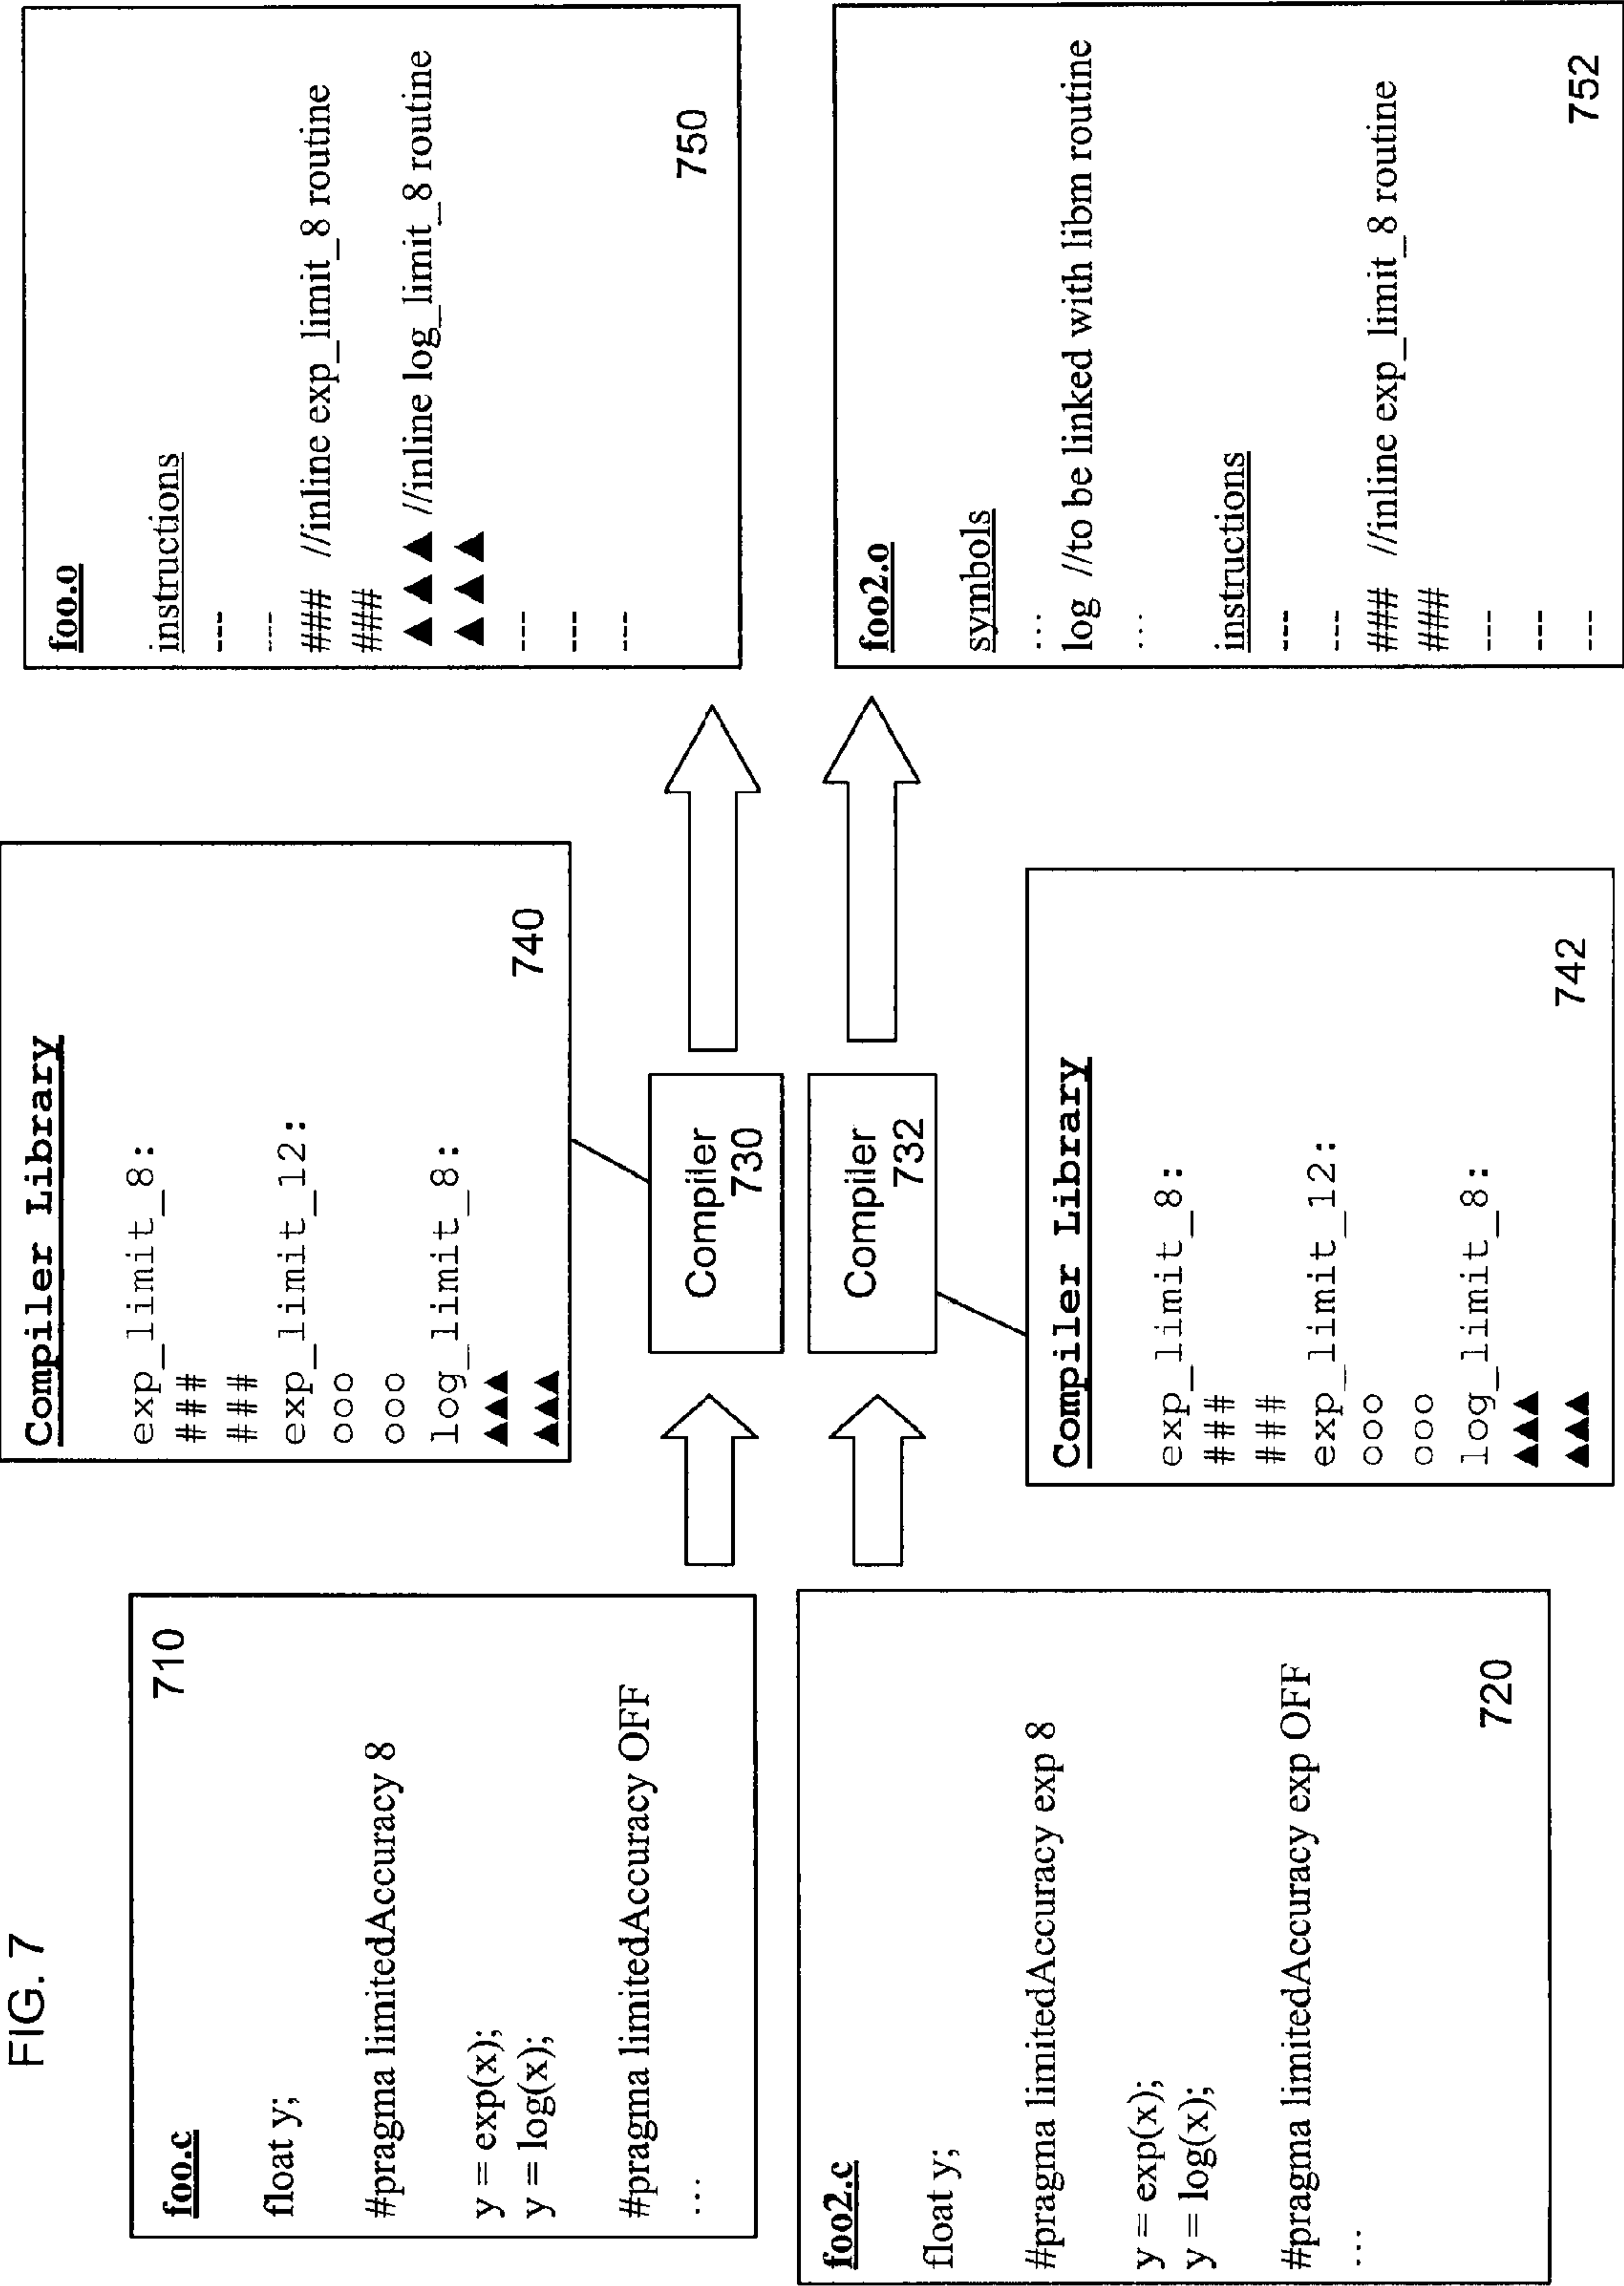 FIG. 7
foo.c
710
float y;
#pragma limitedAccuracy 8
y = exp(x);
y = log(x);
#pragma limitedAccuracy OFF
...
foo2.c
float y;
#pragma limitedAccuracy exp 8
y = exp(x);
y = log(x);
#pragma limitedAccuracy exp OFF
...
720
Compiler Library
exp_limit_8:
###
###
exp_limit_12:
ooo
ooo
log_limit_8:
▲▲▲
▲▲▲
740
Compiler
730
Compiler
732
Compiler Library
exp_limit_8:
###
###
exp_limit_12:
ooo
ooo
log_limit_8:
▲▲▲
▲▲▲
742
foo.o
instructions
---
---
### //inline exp_limit_8 routine
###
▲ ▲ ▲ //inline log_limit_8 routine
▲ ▲ ▲
---
---
---
750
foo2.o
symbols
...
log //to be linked with libm routine
...
instructions
---
---
### //inline exp_limit_8 routine
###
---
---
---
752